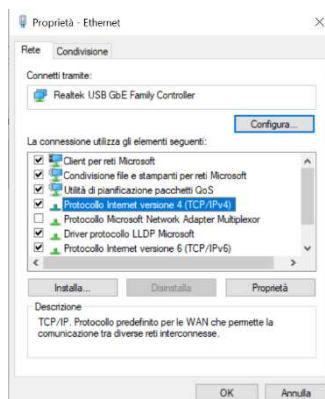 Proprietà - Ethernet
Rete Condivisione
Connetti tramite:
Realtek USB GbE Family Controller
Configura...
La connessione utilizza gli elementi seguenti:
Client per reti Microsoft
Condivisione file e stampanti per reti Microsoft
Utilità di pianificazione pacchetti QoS
Protocollo Internet versione 4 (TCP/IPv4)
Protocollo Microsoft Network Adapter Multiplexor
Driver protocollo LLDP Microsoft
Protocollo Internet versione 6 (TCP/IPv6)
Installa... Disinstalla Proprietà
Descrizione
TCP/IP. Protocollo predefinito per le WAN che permette la
comunicazione tra diverse reti interconnesse.
OK Annulla